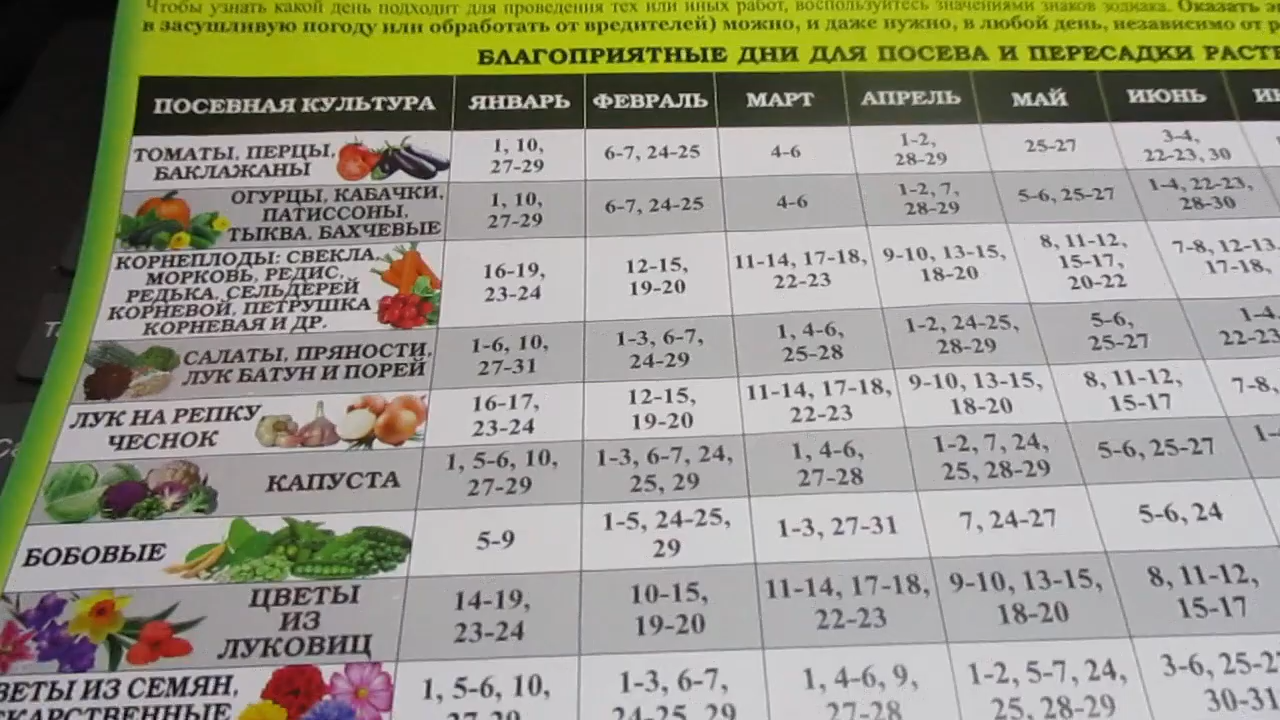 Чтобы узнать какой день подходит для проведения тех или иных работ, воспользуйтесь значениями знаков зодиака. Оказать
в засушливую погоду или обработать от вредителей) можно, и даже нужно, в любой день, независимо от
БЛАГОПРИЯТНЫЕ ДНИ ДЛЯ ПОСЕВА И ПЕРЕСАДКИ РАСТ
ПОСЕВНАЯ КУЛЬТУРА ЯНВАРЬ ФЕВРАЛЬ МАРТ АПРЕЛЬ МАЙ ИЮНЬ
ТОМАТЫ, ПЕРЦЫ,
БАКЛАЖАНЫ
1, 10,
27-29
6-7, 24-25
4-6
1-2,
28-29
25-27
3-4,
22-23, 30
ОГУРЦЫ, КАБАЧКИ,
ПАТИССОНЫ,
ТЫКВА, БАХЧЕВЫЕ
1, 10,
27-29
6-7, 24-25
4-6
1-2, 7,
28-29
5-6, 25-27
1-4, 22-23,
28-30
КОРНЕПЛОДЫ: СВЕКЛА,
МОРКОВЬ, РЕДИС,
РЕДЬКА, СЕЛЬДЕРЕЙ
КОРНЕВОЙ, ПЕТРУШКА
КОРНЕВАЯ И ДР.
16-19,
23-24
12-15,
19-20
11-14, 17-18,
22-23
9-10, 13-15,
18-20
8, 11-12,
15-17,
20-22
7-8, 12-13
17-18,
САЛАТЫ, ПРЯНОСТИ,
ЛУК БАТУН И ПОРЕЙ
1-6, 10,
27-31
1-3, 6-7,
24-29
1, 4-6,
25-28
1-2, 24-25,
28-29
5-6,
25-27
1-4,
22-23
ЛУК НА РЕПКУ
ЧЕСНОК
16-17,
23-24
12-15,
19-20
11-14, 17-18,
22-23
9-10, 13-15,
18-20
8, 11-12,
15-17
7-8,
КАПУСТА
1, 5-6, 10,
27-29
1-3, 6-7, 24,
25, 29
1, 4-6,
27-28
1-2, 7, 24,
25, 28-29
5-6, 25-27
БОБОВЫЕ
5-9
1-5, 24-25,
29
1-3, 27-31
7, 24-27
5-6, 24
ЦВЕТЫ
ИЗ
ЛУКОВИЦ
14-19,
23-24
10-15,
19-20
11-14, 17-18,
22-23
9-10, 13-15,
18-20
8, 11-12,
15-17
ВЕТЫ ИЗ СЕМЯН,
КАРСТВЕННЫЕ
1, 5-6, 10,
27-29
1-3, 6-7,
24-25, 29
1, 4-6, 9,
27-28
1-2, 5-7, 24,
25, 28-29
3-6, 25-27
30-31